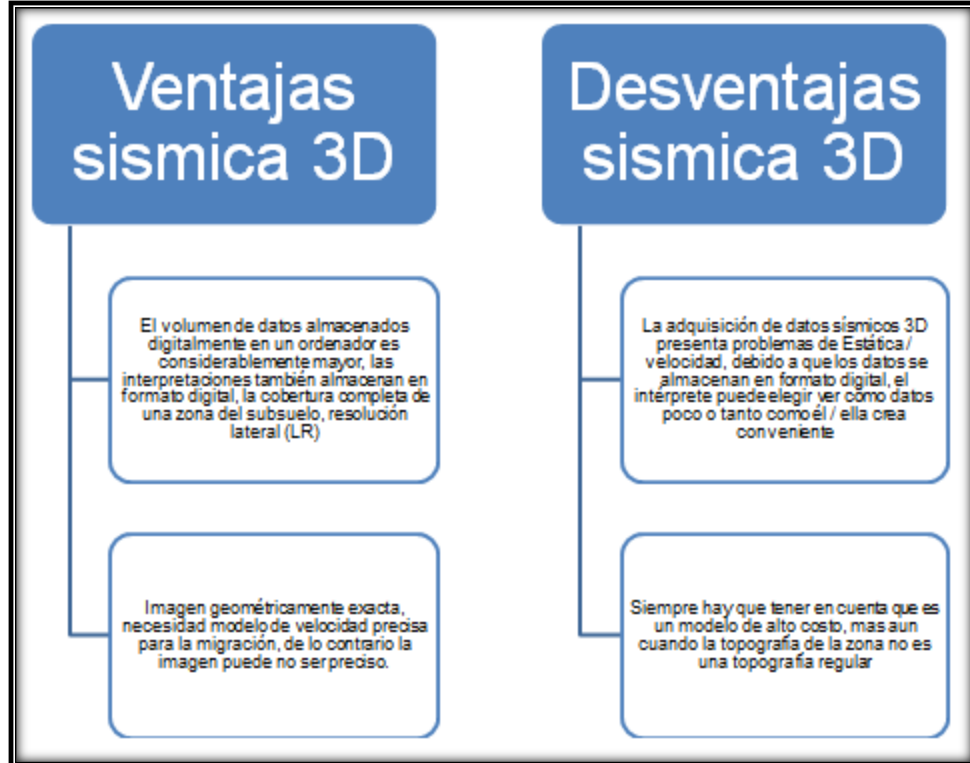 Ventajas
sismica 3D
El volumen de datos almacenados
digitalmente en un ordenador es
considerablemente mayor, las
interpretaciones también almacenan en
formato digital, la cobertura completa de
una zona del subsuelo, resolución
lateral (LR)
Imagen geométricamente exacta,
necesidad modelo de velocidad precisa
para la migración, de lo contrario la
imagen puede no ser preciso.
Desventajas
sismica 3D
La adquisición de datos sísmicos 3D
presenta problemas de Estática /
velocidad, debido a que los datos se
almacenan en formato digital, el
intérprete puede elegir ver cómo datos
poco o tanto como él / ella crea
conveniente
Siempre hay que tener en cuenta que es
un modelo de alto costo, mas aun
cuando la topografía de la zona no es
una topografía regular